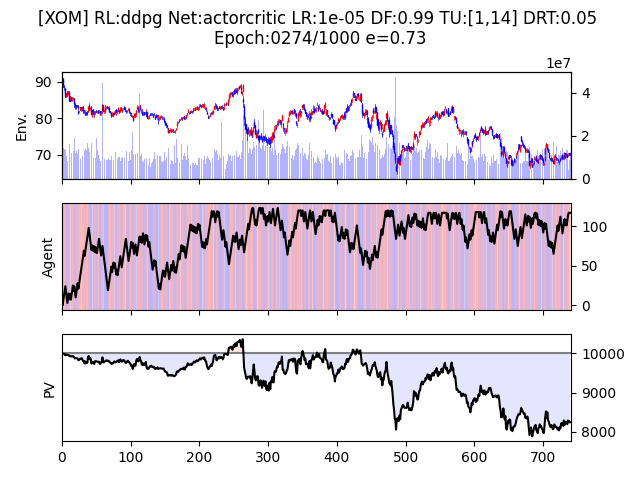 [XOM] RL:ddpg Net:actorcritic LR:1e-05 DF:0.99 TU:[1,14] DRT:0.05
Epoch:0274/1000 e=0.73
1e7
Env.
90
80
70
4
2
0
Agent
100
50
0
PV
10000
9000
8000
0 100 200 300 400 500 600 700